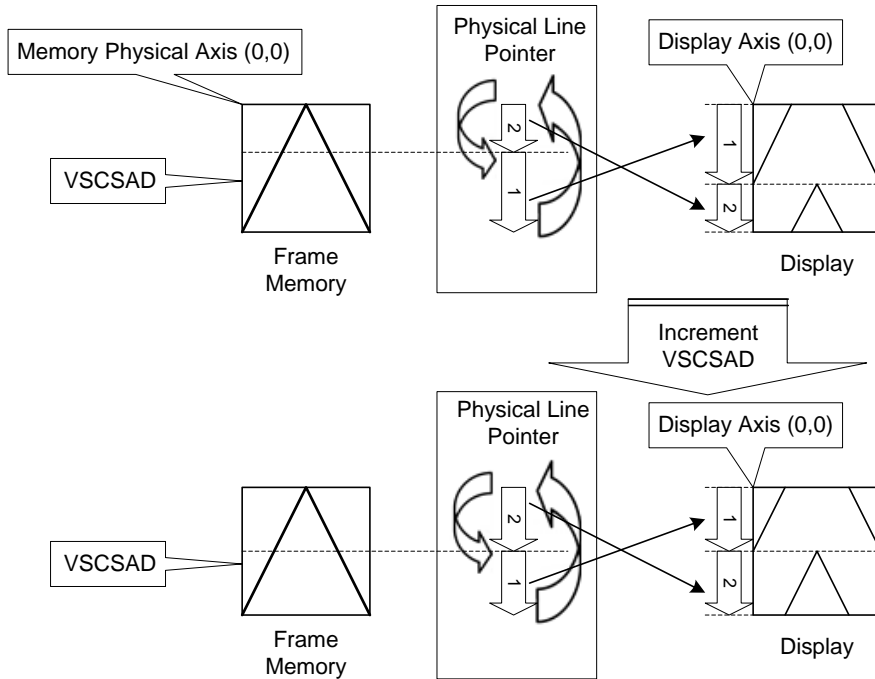 Memory Physical Axis (0,0)
Physical Line
Pointer
Display Axis (0,0)
VSCSAD
2
1
1
2
Frame
Memory
Display
Increment
VSCSAD
Physical Line
Pointer
Display Axis (0,0)
VSCSAD
2
1
1
2
Frame
Memory
Display